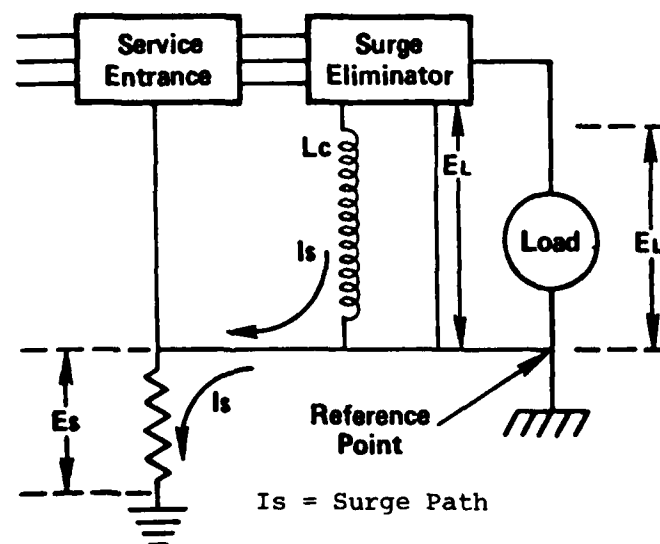 Service
Entrance
Surge
Eliminator
Lc
EL
Is
Load
EL
Es
Is
Reference
Point
Is = Surge Path